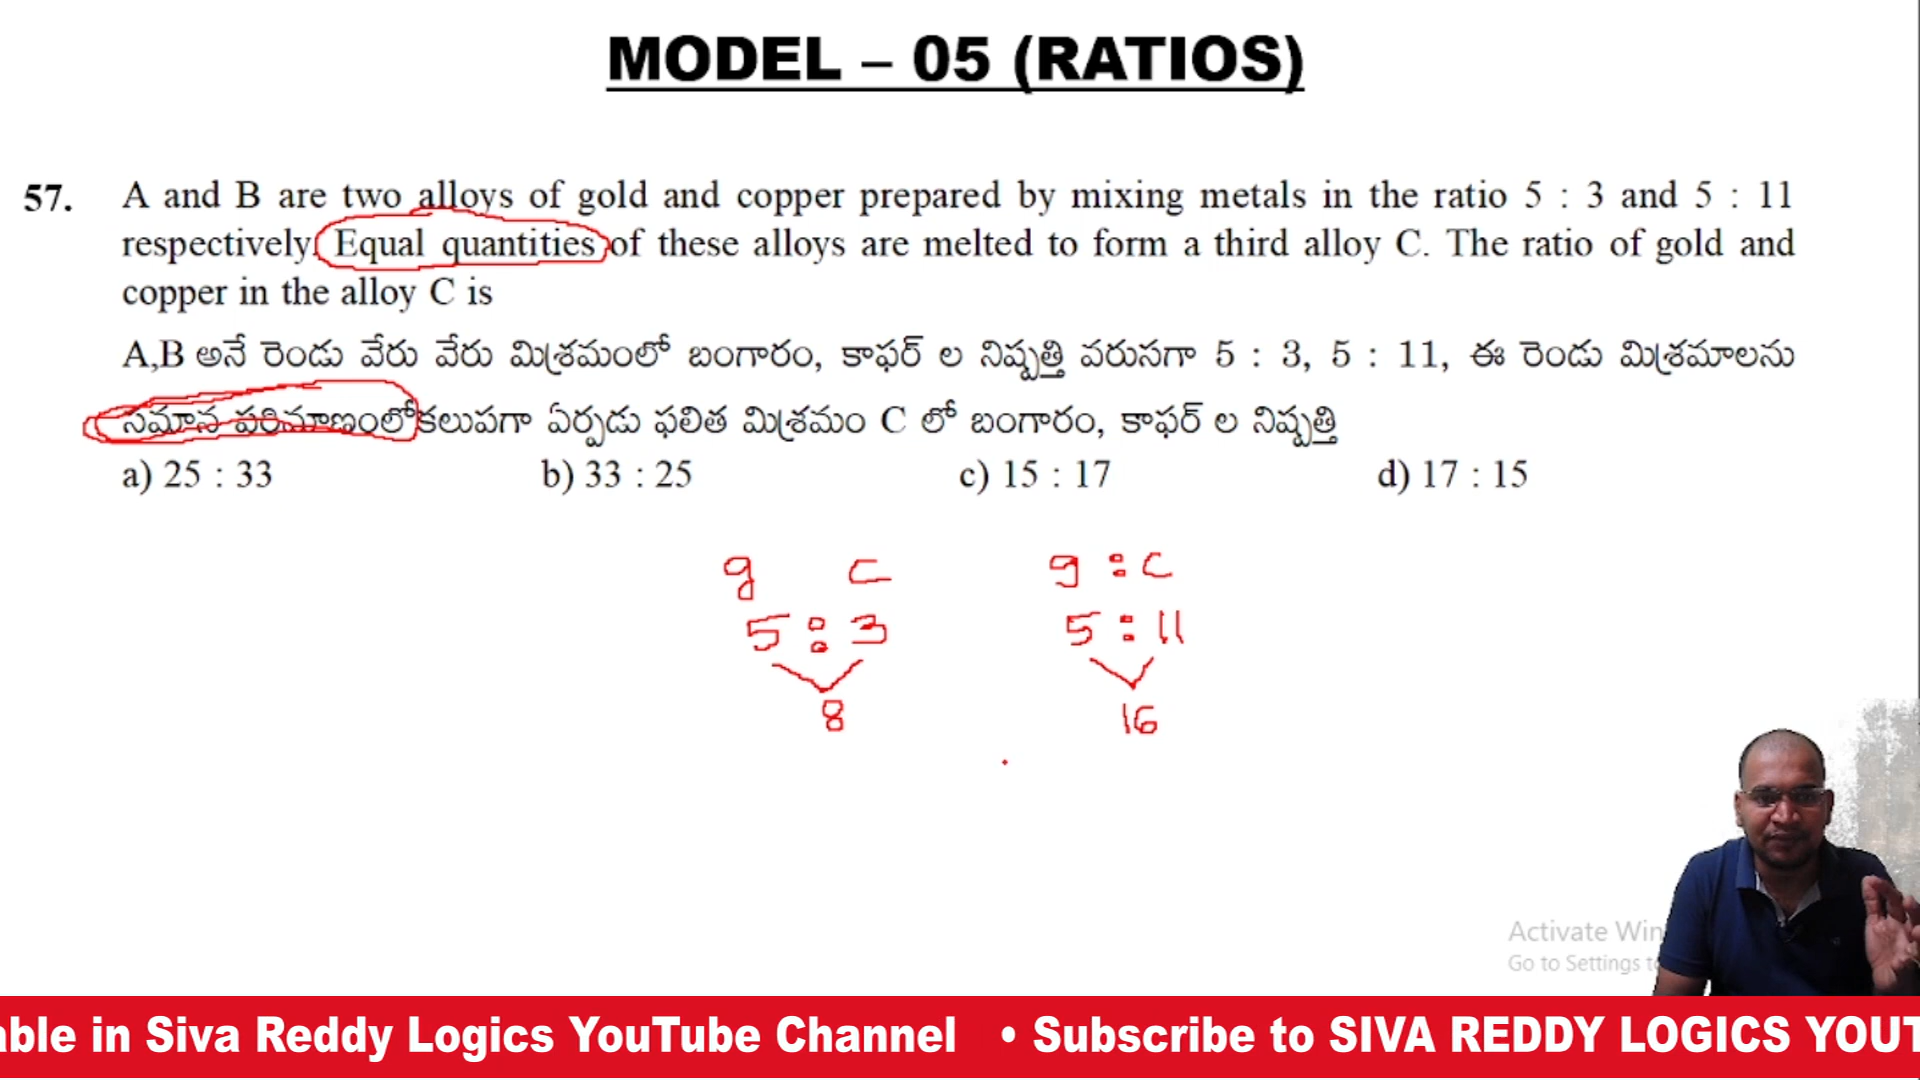 MODEL – 05 (RATIOS)
57. A and B are two alloys of gold and copper prepared by mixing metals in the ratio 5 : 3 and 5 : 11
respectively. Equal quantities of these alloys are melted to form a third alloy C. The ratio of gold and
copper in the alloy C is
A,B అనే రెండు వేరు వేరు మిశ్రమంలో బంగారం, కాఫర్ ల నిష్పత్తి వరుసగా 5 : 3, 5 : 11, ఈ రెండు మిశ్రమాలను
సమాన పరిమాణంలో కలుపగా ఏర్పడు ఫలిత మిశ్రమం C లో బంగారం, కాఫర్ ల నిష్పత్తి
a) 25 : 33 b) 33 : 25 c) 15 : 17 d) 17 : 15
g c g : c
5 : 3 5 : 11
8 16
Activate Win
Go to Settings t
able in Siva Reddy Logics YouTube Channel • Subscribe to SIVA REDDY LOGICS YOUT